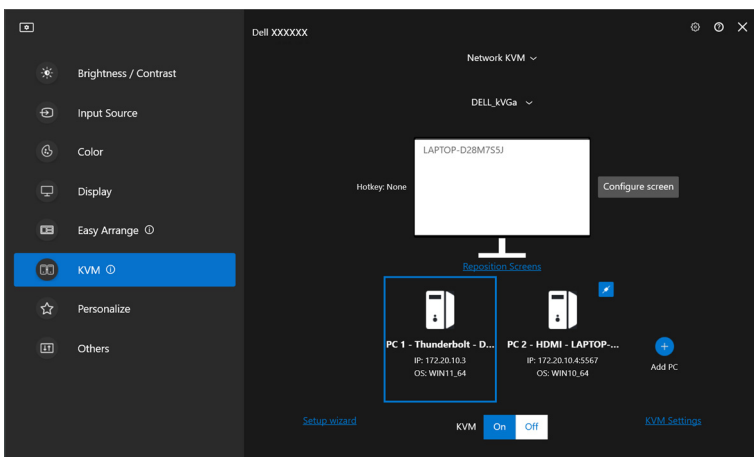 Dell XXXXXX
Brightness / Contrast
Input Source
Color
Display
Easy Arrange
KVM
Personalize
Others
Network KVM
DELL_kVGa
LAPTOP-D28M7S5J
Hotkey: None
Configure screen
Reposition Screens
PC 1 - Thunderbolt - D...
IP: 172.20.10.3
OS: WIN11_64
PC 2 - HDMI - LAPTOP-...
IP: 172.20.10.4:5567
OS: WIN10_64
Add PC
Setup wizard
KVM On Off
KVM Settings